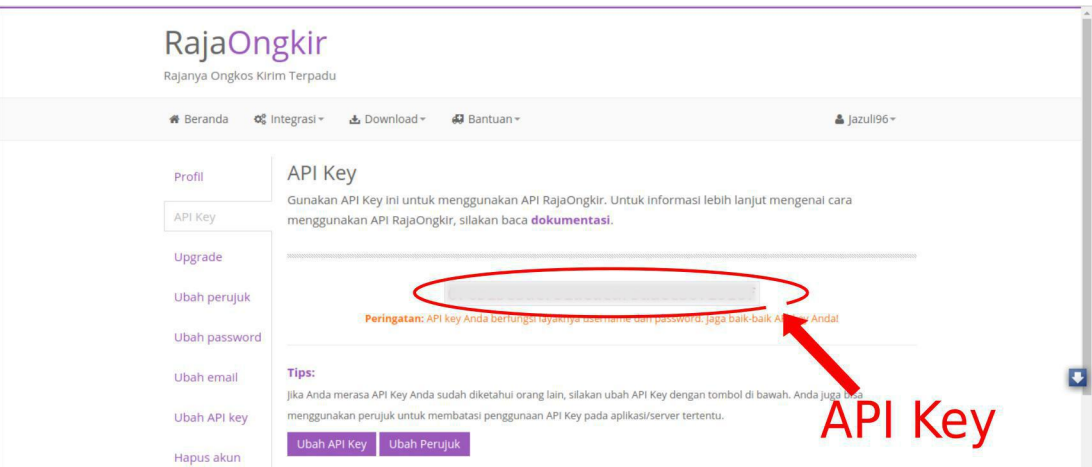 RajaOngkir
Rajanya Ongkos Kirim Terpadu
Beranda
Integrasi
Download
Bantuan
Jazuli96
Profil
API Key
Upgrade
Ubah perujuk
Ubah password
Ubah email
Ubah API key
Hapus akun
API Key
Gunakan API Key ini untuk menggunakan API RajaOngkir. Untuk informasi lebih lanjut mengenai cara
menggunakan API RajaOngkir, silakan baca dokumentasi.
Peringatan: API key Anda berfungsi layaknya username dan password. Jaga baik-baik API key Anda!
Tips:
Jika Anda merasa API Key Anda sudah diketahui orang lain, silakan ubah API Key dengan tombol di bawah. Anda juga bisa
menggunakan perujuk untuk membatasi penggunaan API Key pada aplikasi/server tertentu.
Ubah API Key
Ubah Perujuk
API Key